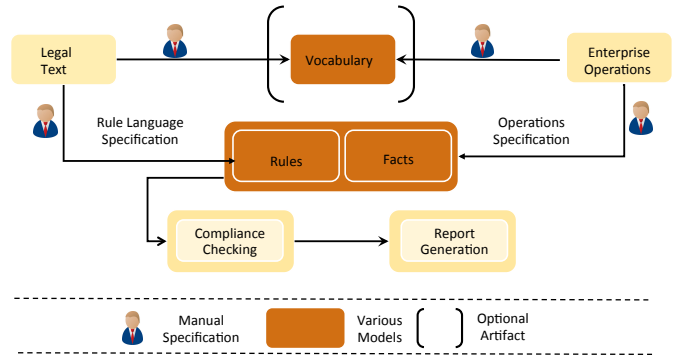 Legal
Text
Vocabulary
Enterprise
Operations
Rule Language
Specification
Operations
Specification
Rules
Facts
Compliance
Checking
Report
Generation
Manual
Specification
Various
Models
Optional
Artifact